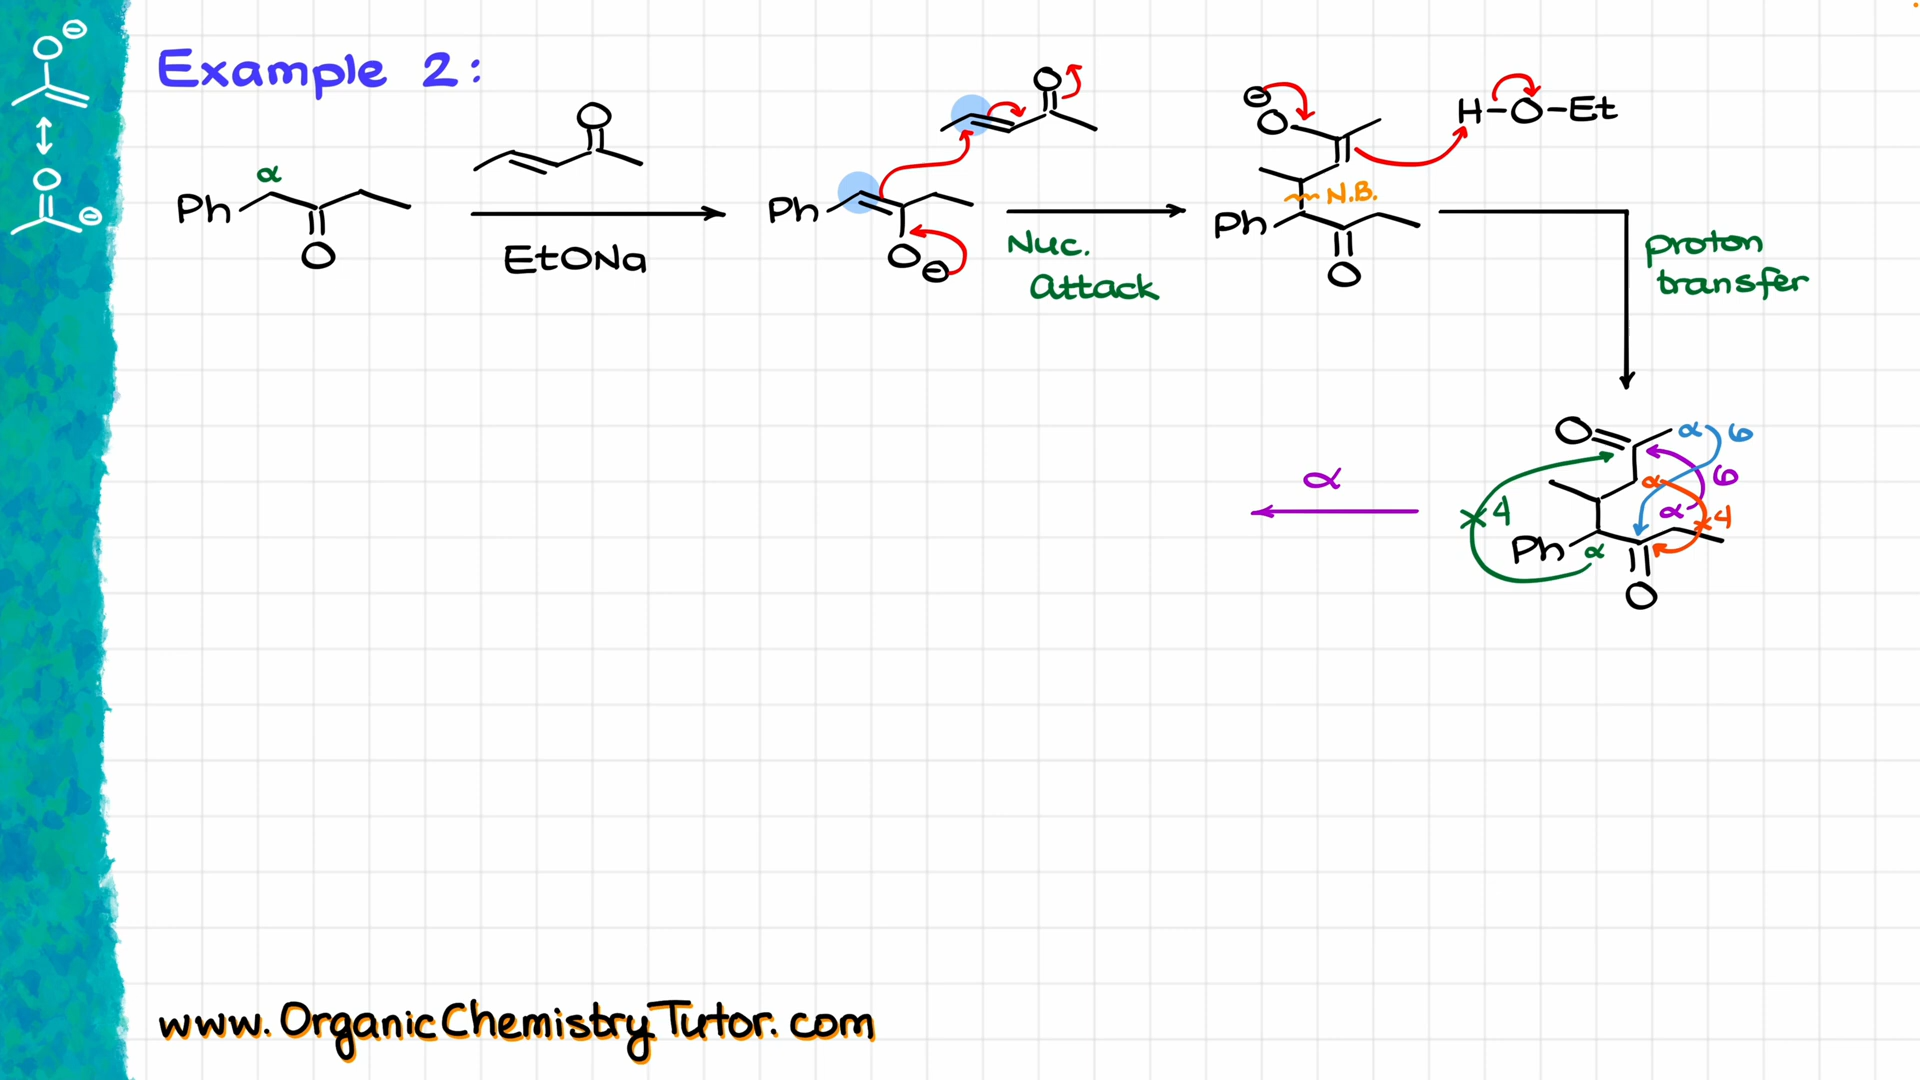 Example 2:
O ⊖
O
⊖
α
Ph
O
O
EtONa
Ph
O ⊖
O
Nuc.
attack
⊖
O
N.B.
Ph
O
H-O-Et
proton
transfer
α
O
α 6
α
6
α
×4
×4
Ph
α
O
www.OrganicChemistryTutor.com